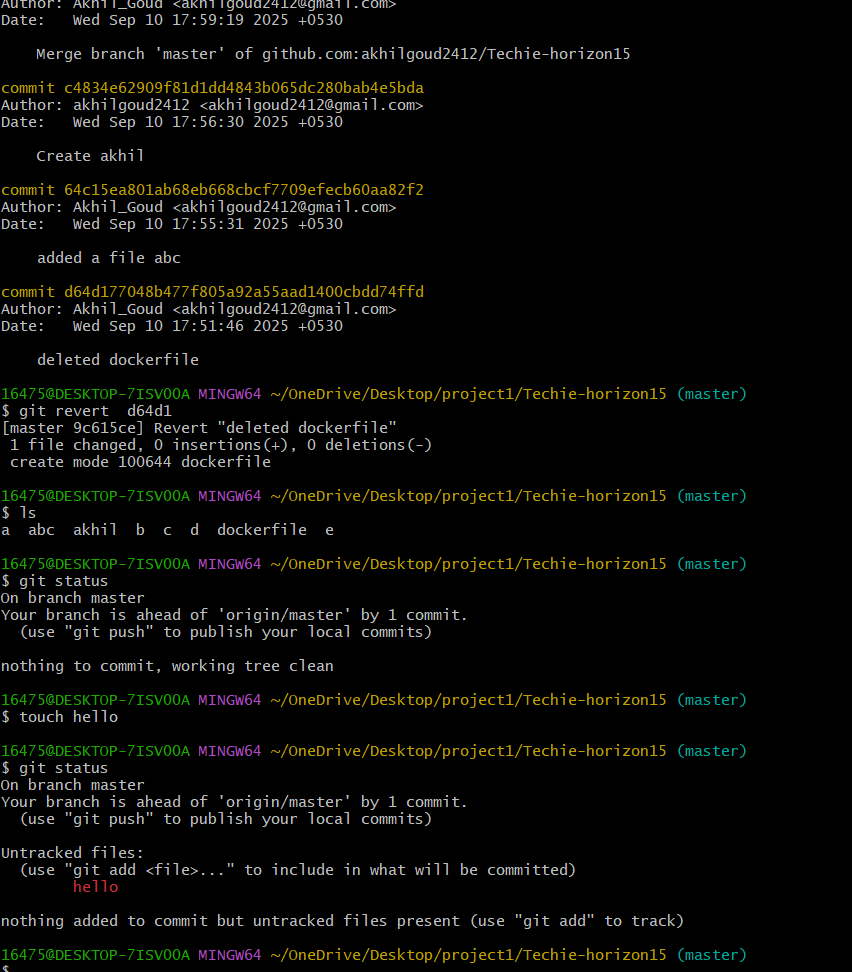 Author: Akhil_Goud <akhilgoud2412@gmail.com>
Date:   Wed Sep 10 17:59:19 2025 +0530
    Merge branch 'master' of github.com:akhilgoud2412/Techie-horizon15
commit c4834e62909f81d1dd4843b065dc280bab4e5bda
Author: akhilgoud2412 <akhilgoud2412@gmail.com>
Date:   Wed Sep 10 17:56:30 2025 +0530
    Create akhil
commit 64c15ea801ab68eb668cbcf7709efecb60aa82f2
Author: Akhil_Goud <akhilgoud2412@gmail.com>
Date:   Wed Sep 10 17:55:31 2025 +0530
    added a file abc
commit d64d177048b477f805a92a55aad1400cbdd74ffd
Author: Akhil_Goud <akhilgoud2412@gmail.com>
Date:   Wed Sep 10 17:51:46 2025 +0530
    deleted dockerfile
16475@DESKTOP-7ISVO0A MINGW64 ~/OneDrive/Desktop/project1/Techie-horizon15 (master)
$ git revert  d64d1
[master 9c615ce] Revert "deleted dockerfile"
 1 file changed, 0 insertions(+), 0 deletions(-)
 create mode 100644 dockerfile
16475@DESKTOP-7ISVO0A MINGW64 ~/OneDrive/Desktop/project1/Techie-horizon15 (master)
$ ls
a  abc  akhil  b  c  d  dockerfile  e
16475@DESKTOP-7ISVO0A MINGW64 ~/OneDrive/Desktop/project1/Techie-horizon15 (master)
$ git status
On branch master
Your branch is ahead of 'origin/master' by 1 commit.
  (use "git push" to publish your local commits)
nothing to commit, working tree clean
16475@DESKTOP-7ISVO0A MINGW64 ~/OneDrive/Desktop/project1/Techie-horizon15 (master)
$ touch hello
16475@DESKTOP-7ISVO0A MINGW64 ~/OneDrive/Desktop/project1/Techie-horizon15 (master)
$ git status
On branch master
Your branch is ahead of 'origin/master' by 1 commit.
  (use "git push" to publish your local commits)
Untracked files:
  (use "git add <file>..." to include in what will be committed)
        hello
nothing added to commit but untracked files present (use "git add" to track)
16475@DESKTOP-7ISVO0A MINGW64 ~/OneDrive/Desktop/project1/Techie-horizon15 (master)
$